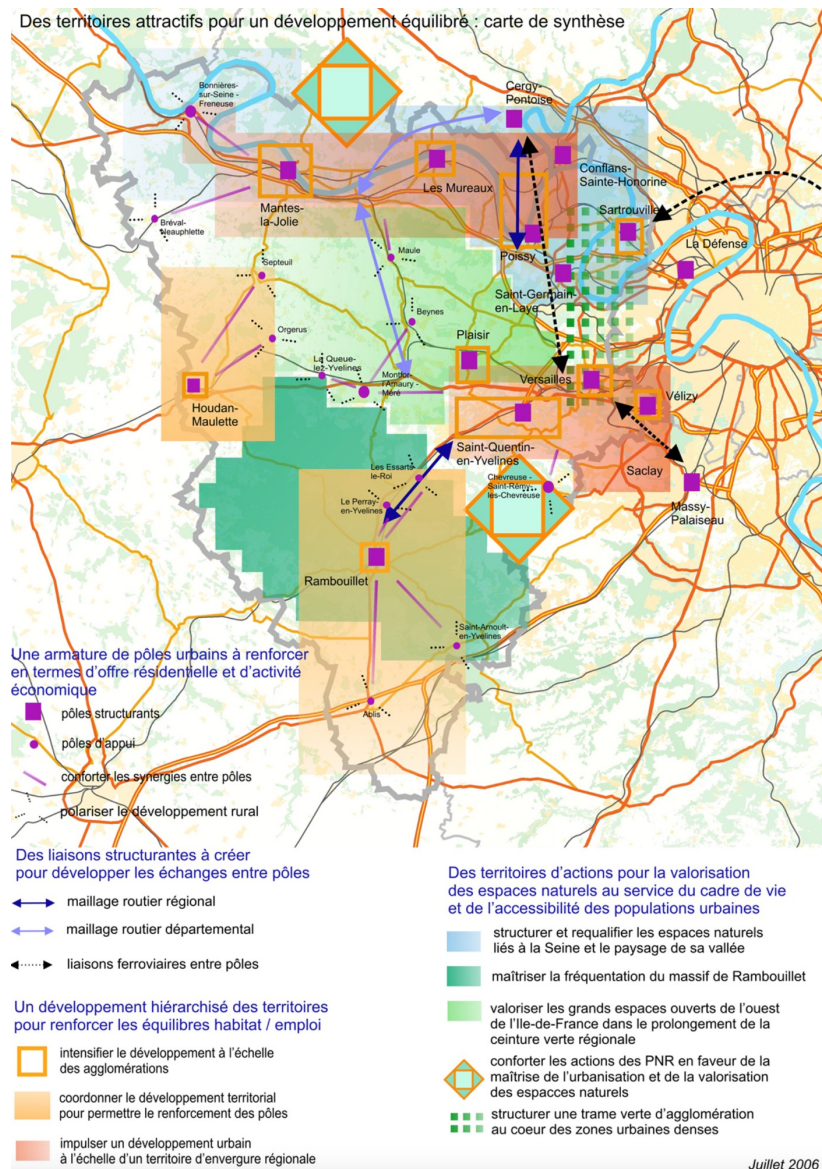 Des territoires attractifs pour un développement équilibré : carte de synthèse
Bonnières-
sur-Seine -
Freneuse
Cergy-
Pontoise
Mantes-
la-Jolie
Les Mureaux
Conflans-
Sainte-Honorine
Sartrouville
Bréval-
Neauphlette
Poissy
La Défense
Maule
Septeuil
Saint-Germain-
en-Laye
Beynes
Orgerus
Plaisir
La Queue-
lez-Yvelines
Montfort-
l'Amaury -
Méré
Versailles
Houdan-
Maulette
Vélizy
Saint-Quentin-
en-Yvelines
Les Essarts-
le-Roi
Saclay
Chevreuse -
Saint-Rémy-
les-Chevreuse
Massy-
Palaiseau
Le Perray-
en-Yvelines
Rambouillet
Saint-Arnoult-
en-Yvelines
Ablis
Une armature de pôles urbains à renforcer
en termes d'offre résidentielle et d'activité
économique
pôles structurants
pôles d'appui
conforter les synergies entre pôles
polariser le développement rural
Des liaisons structurantes à créer
pour développer les échanges entre pôles
maillage routier régional
maillage routier départemental
liaisons ferroviaires entre pôles
Un développement hiérarchisé des territoires
pour renforcer les équilibres habitat / emploi
intensifier le développement à l'échelle
des agglomérations
coordonner le développement territorial
pour permettre le renforcement des pôles
impulser un développement urbain
à l'échelle d'un territoire d'envergure régionale
Des territoires d'actions pour la valorisation
des espaces naturels au service du cadre de vie
et de l'accessibilité des populations urbaines
structurer et requalifier les espaces naturels
liés à la Seine et le paysage de sa vallée
maîtriser la fréquentation du massif de Rambouillet
valoriser les grands espaces ouverts de l'ouest
de l'Ile-de-France dans le prolongement de la
ceinture verte régionale
conforter les actions des PNR en faveur de la
maîtrise de l'urbanisation et de la valorisation
des espacces naturels
structurer une trame verte d'agglomération
au coeur des zones urbaines denses
Juillet 2006